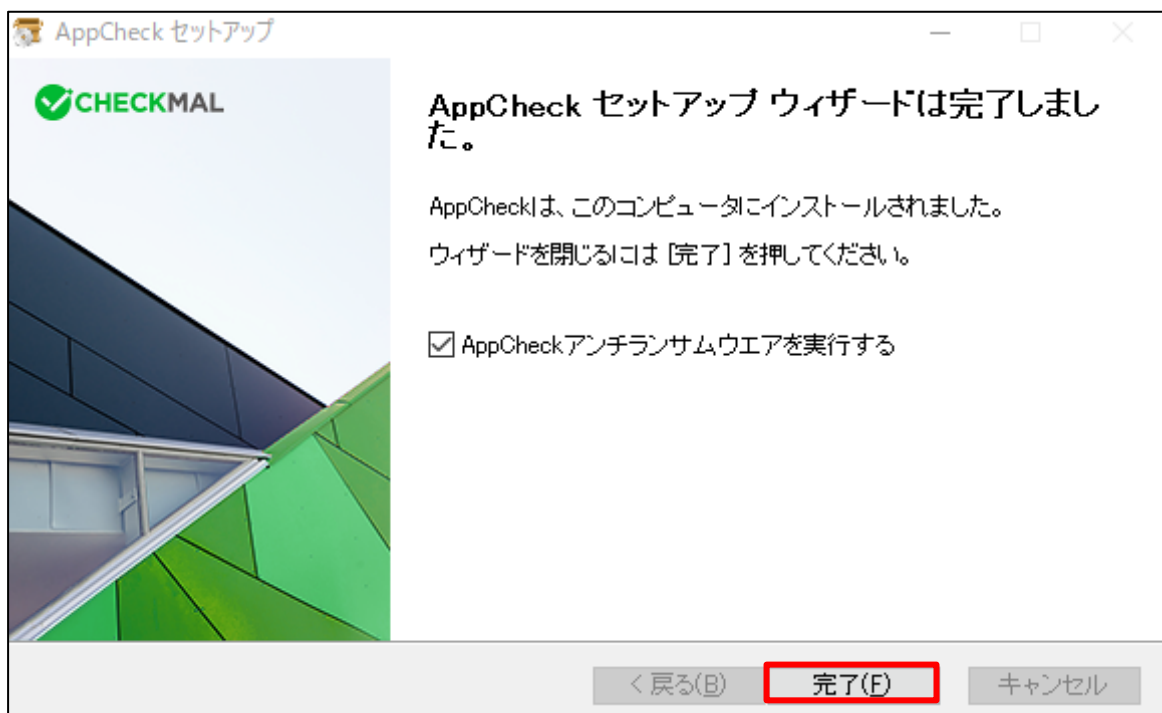 AppCheck セットアップ
CHECKMAL
AppCheck セットアップ ウィザードは完了しまし
た。
AppCheckは、このコンピュータにインストールされました。
ウィザードを閉じるには [完了] を押してください。
AppCheckアンチランサムウエアを実行する
< 戻る(B)
完了(F)
キャンセル